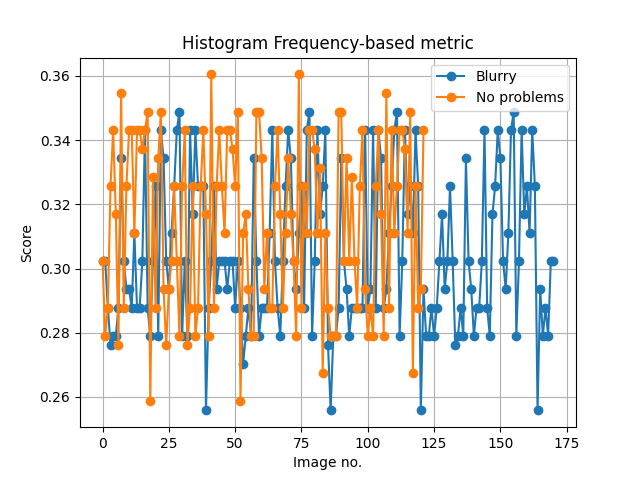 Histogram Frequency-based metric
Blurry
No problems
0.36
0.34
0.32
0.30
0.28
0.26
Score
0 25 50 75 100 125 150 175
Image no.